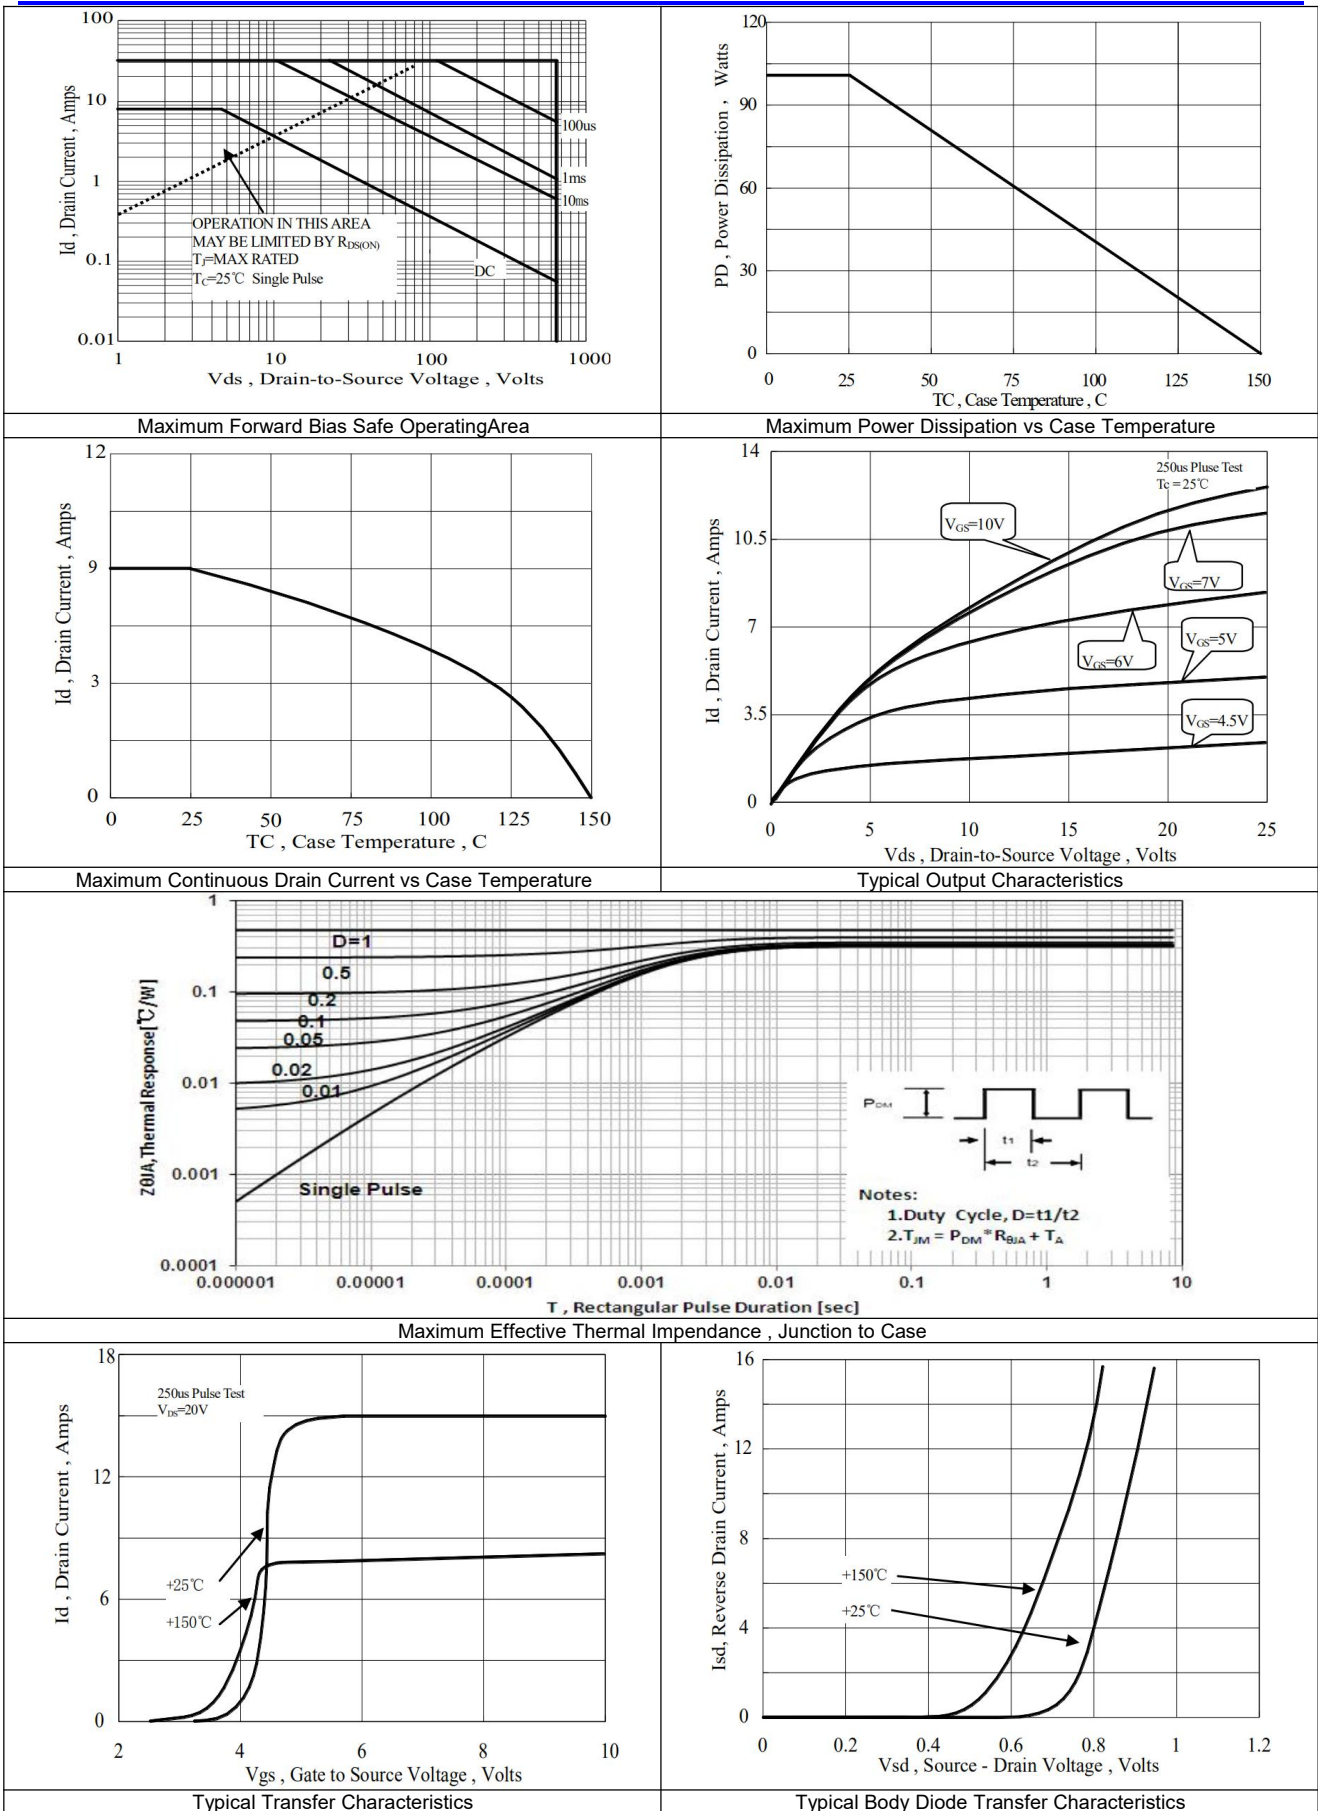 100
10
1
0.1
0.01
Id , Drain Current , Amps
100us
1ms
10ms
OPERATION IN THIS AREA
MAY BE LIMITED BY RDS(ON)
TJ=MAX RATED
TC=25℃ Single Pulse
DC
1 10 100 1000
Vds , Drain-to-Source Voltage , Volts
Maximum Forward Bias Safe OperatingArea
120
90
60
30
0
PD , Power Dissipation , Watts
0 25 50 75 100 125 150
TC , Case Temperature , C
Maximum Power Dissipation vs Case Temperature
12
9
3
0
Id , Drain Current , Amps
0 25 50 75 100 125 150
TC , Case Temperature , C
Maximum Continuous Drain Current vs Case Temperature
14
10.5
7
3.5
0
Id , Drain Current , Amps
250us Pluse Test
Tc = 25℃
VGS=10V
VGS=7V
VGS=6V
VGS=5V
VGS=4.5V
0 5 10 15 20 25
Vds , Drain-to-Source Voltage , Volts
Typical Output Characteristics
1
0.1
0.01
0.001
0.0001
ZθJA,Thermal Response[℃/W]
D=1
0.5
0.2
0.1
0.05
0.02
0.01
Single Pulse
PDM
t1
t2
Notes:
1.Duty Cycle, D=t1/t2
2.TJM = PDM*RθJA + TA
0.000001 0.00001 0.0001 0.001 0.01 0.1 1 10
T , Rectangular Pulse Duration [sec]
Maximum Effective Thermal Impendance , Junction to Case
18
12
6
0
Id , Drain Current , Amps
250us Pulse Test
VDS=20V
+25℃
+150℃
2 4 6 8 10
Vgs , Gate to Source Voltage , Volts
Typical Transfer Characteristics
16
12
8
4
0
Isd, Reverse Drain Current , Amps
+150℃
+25℃
0 0.2 0.4 0.6 0.8 1 1.2
Vsd , Source - Drain Voltage , Volts
Typical Body Diode Transfer Characteristics